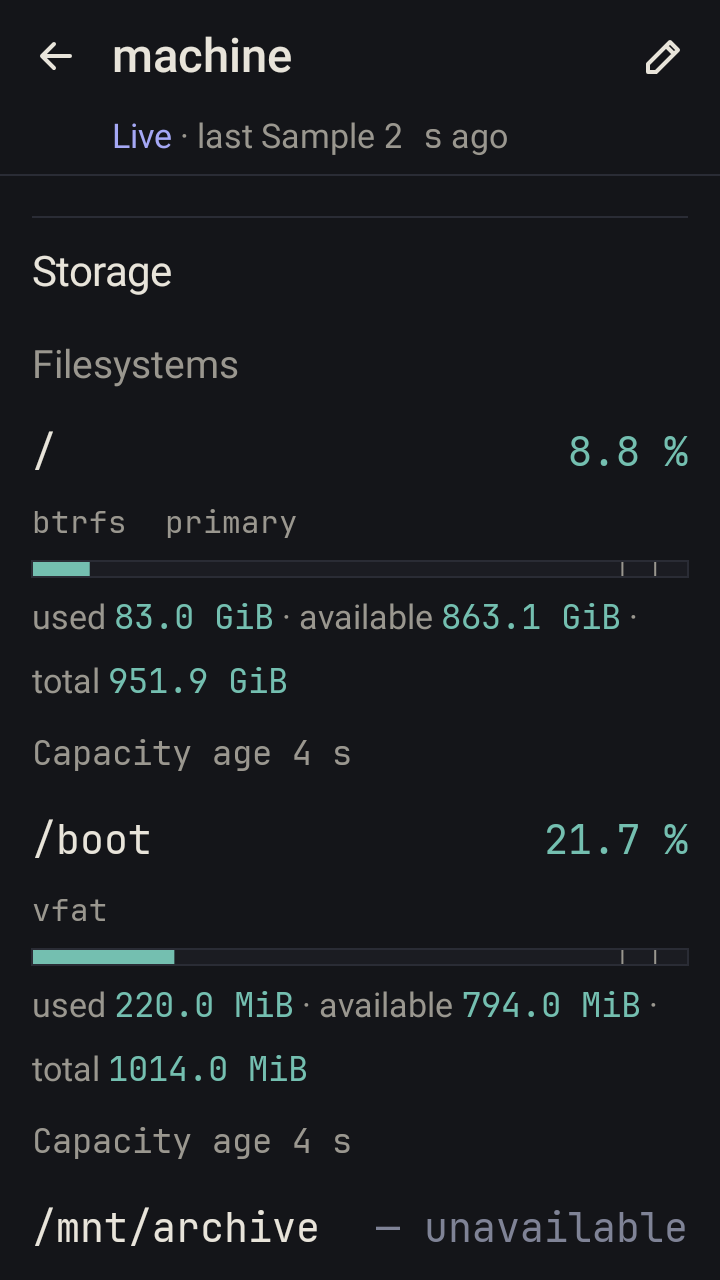 machine
Live · last Sample 2 s ago
Storage
Filesystems
/ 8.8 %
btrfs primary
used 83.0 GiB · available 863.1 GiB ·
total 951.9 GiB
Capacity age 4 s
/boot 21.7 %
vfat
used 220.0 MiB · available 794.0 MiB ·
total 1014.0 MiB
Capacity age 4 s
/mnt/archive — unavailable